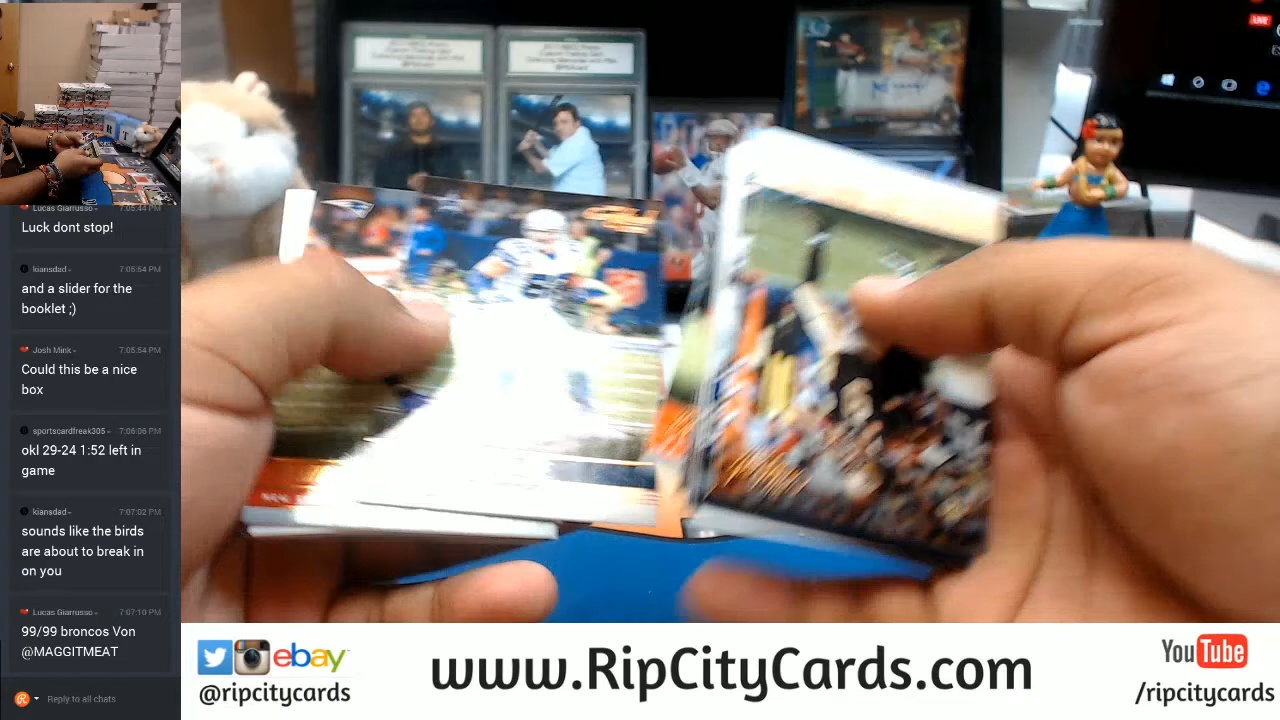 Lucas Giarrusso 7:05:44 PM
Luck dont stop!
kiansdad 7:05:54 PM
and a slider for the
booklet ;)
Josh Mink 7:05:54 PM
Could this be a nice
box
sportscardfreak305 7:06:06 PM
okl 29-24 1:52 left in
game
kiansdad 7:07:02 PM
sounds like the birds
are about to break in
on you
Lucas Giarrusso 7:07:10 PM
99/99 broncos Von
@MAGGITMEAT
Reply to all chats
LIVE
ebay
@ripcitycards
www.RipCityCards.com
YouTube
/ripcitycards